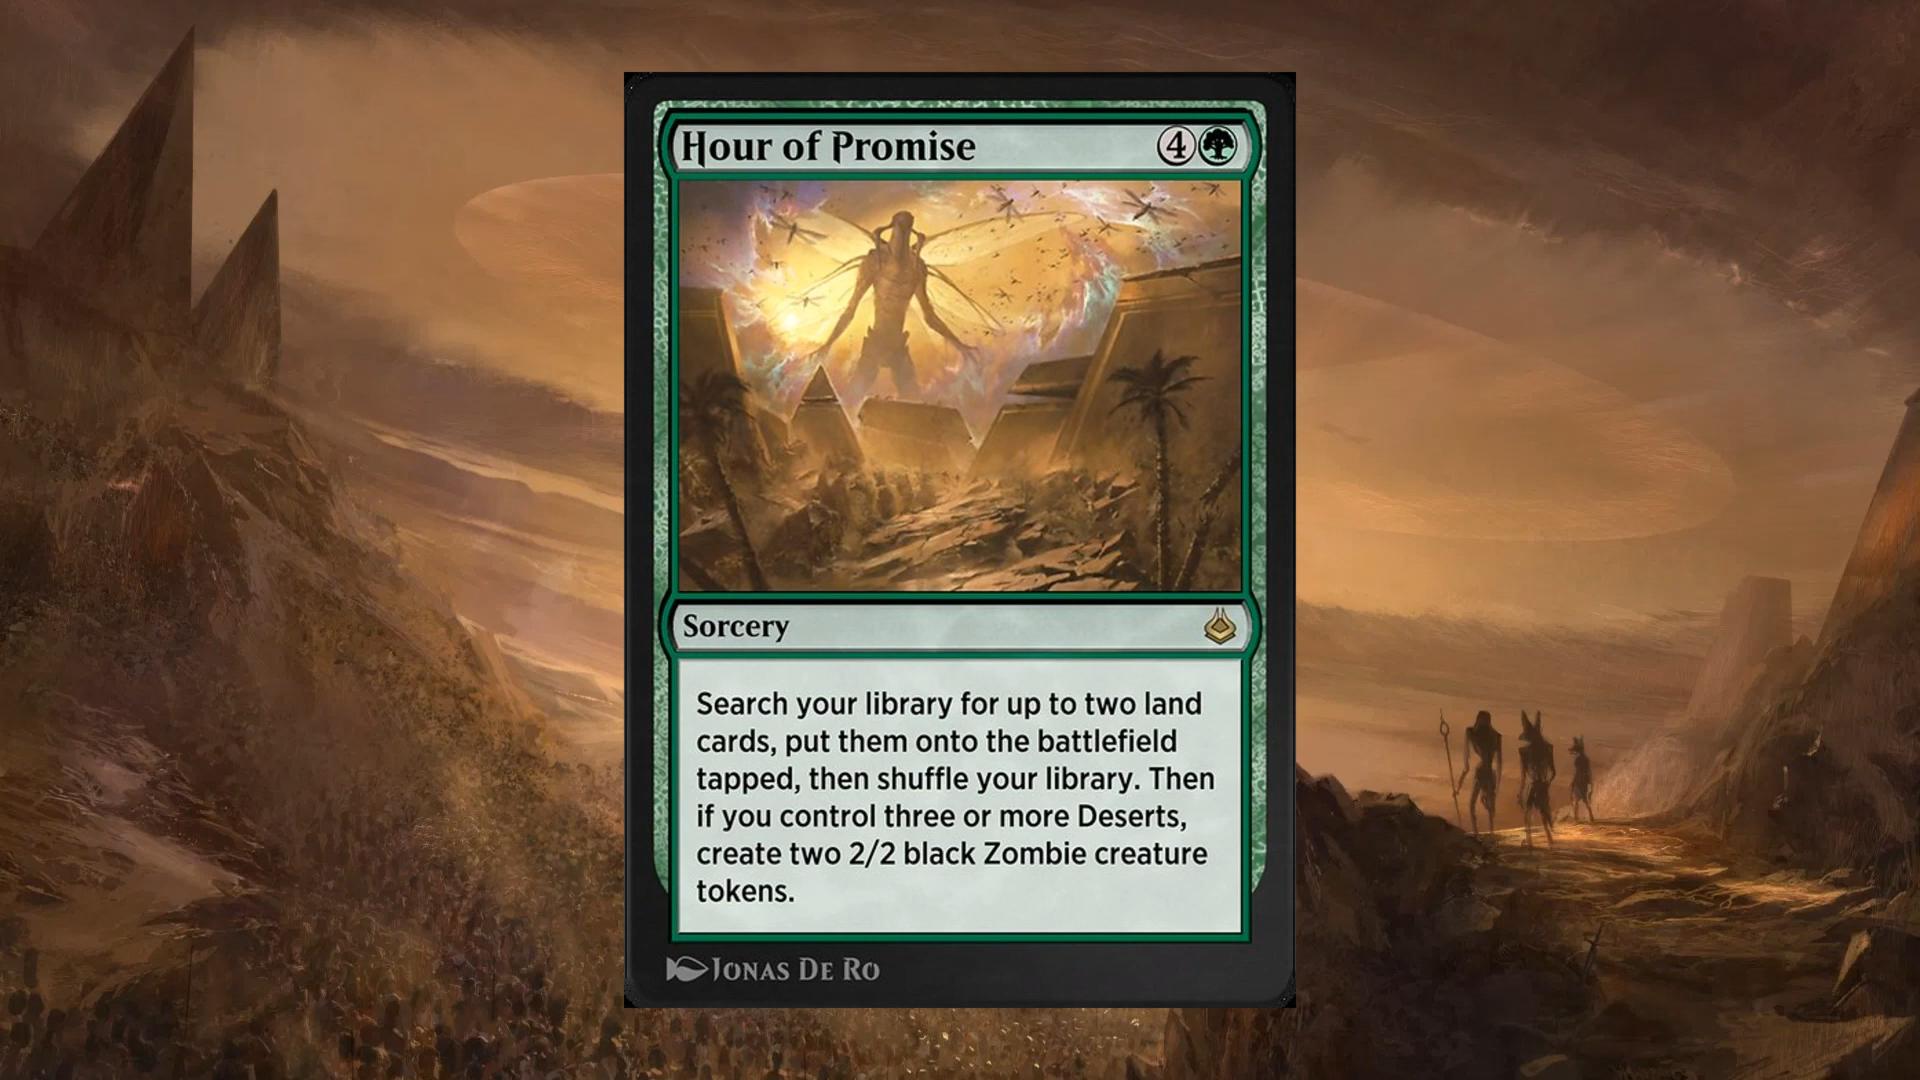 Hour of Promise 4
Sorcery
Search your library for up to two land
cards, put them onto the battlefield
tapped, then shuffle your library. Then
if you control three or more Deserts,
create two 2/2 black Zombie creature
tokens.
Jonas De Ro